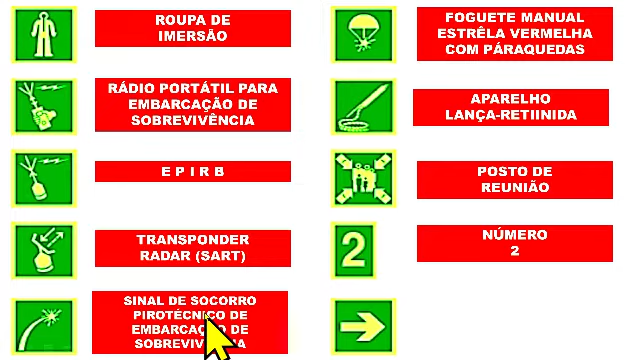 ROUPA DE
IMERSÃO
RÁDIO PORTÁTIL PARA
EMBARCAÇÃO DE
SOBREVIVÊNCIA
E P I R B
TRANSPONDER
RADAR (SART)
SINAL DE SOCORRO
PIROTÉCNICO DE
EMBARCAÇÃO DE
FOGUETE MANUAL
ESTRÊLA VERMELHA
COM PÁRAQUEDAS
APARELHO
LANÇA-RETIINIDA
POSTO DE
REUNIÃO
2
NÚMERO
2